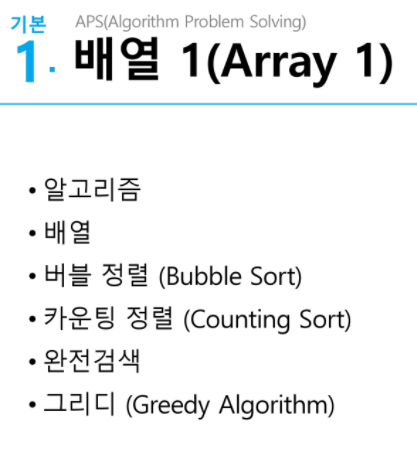 기본 APS(Algorithm Problem Solving)
1. 배열 1(Array 1)
• 알고리즘
• 배열
• 버블 정렬 (Bubble Sort)
• 카운팅 정렬 (Counting Sort)
• 완전검색
• 그리디 (Greedy Algorithm)